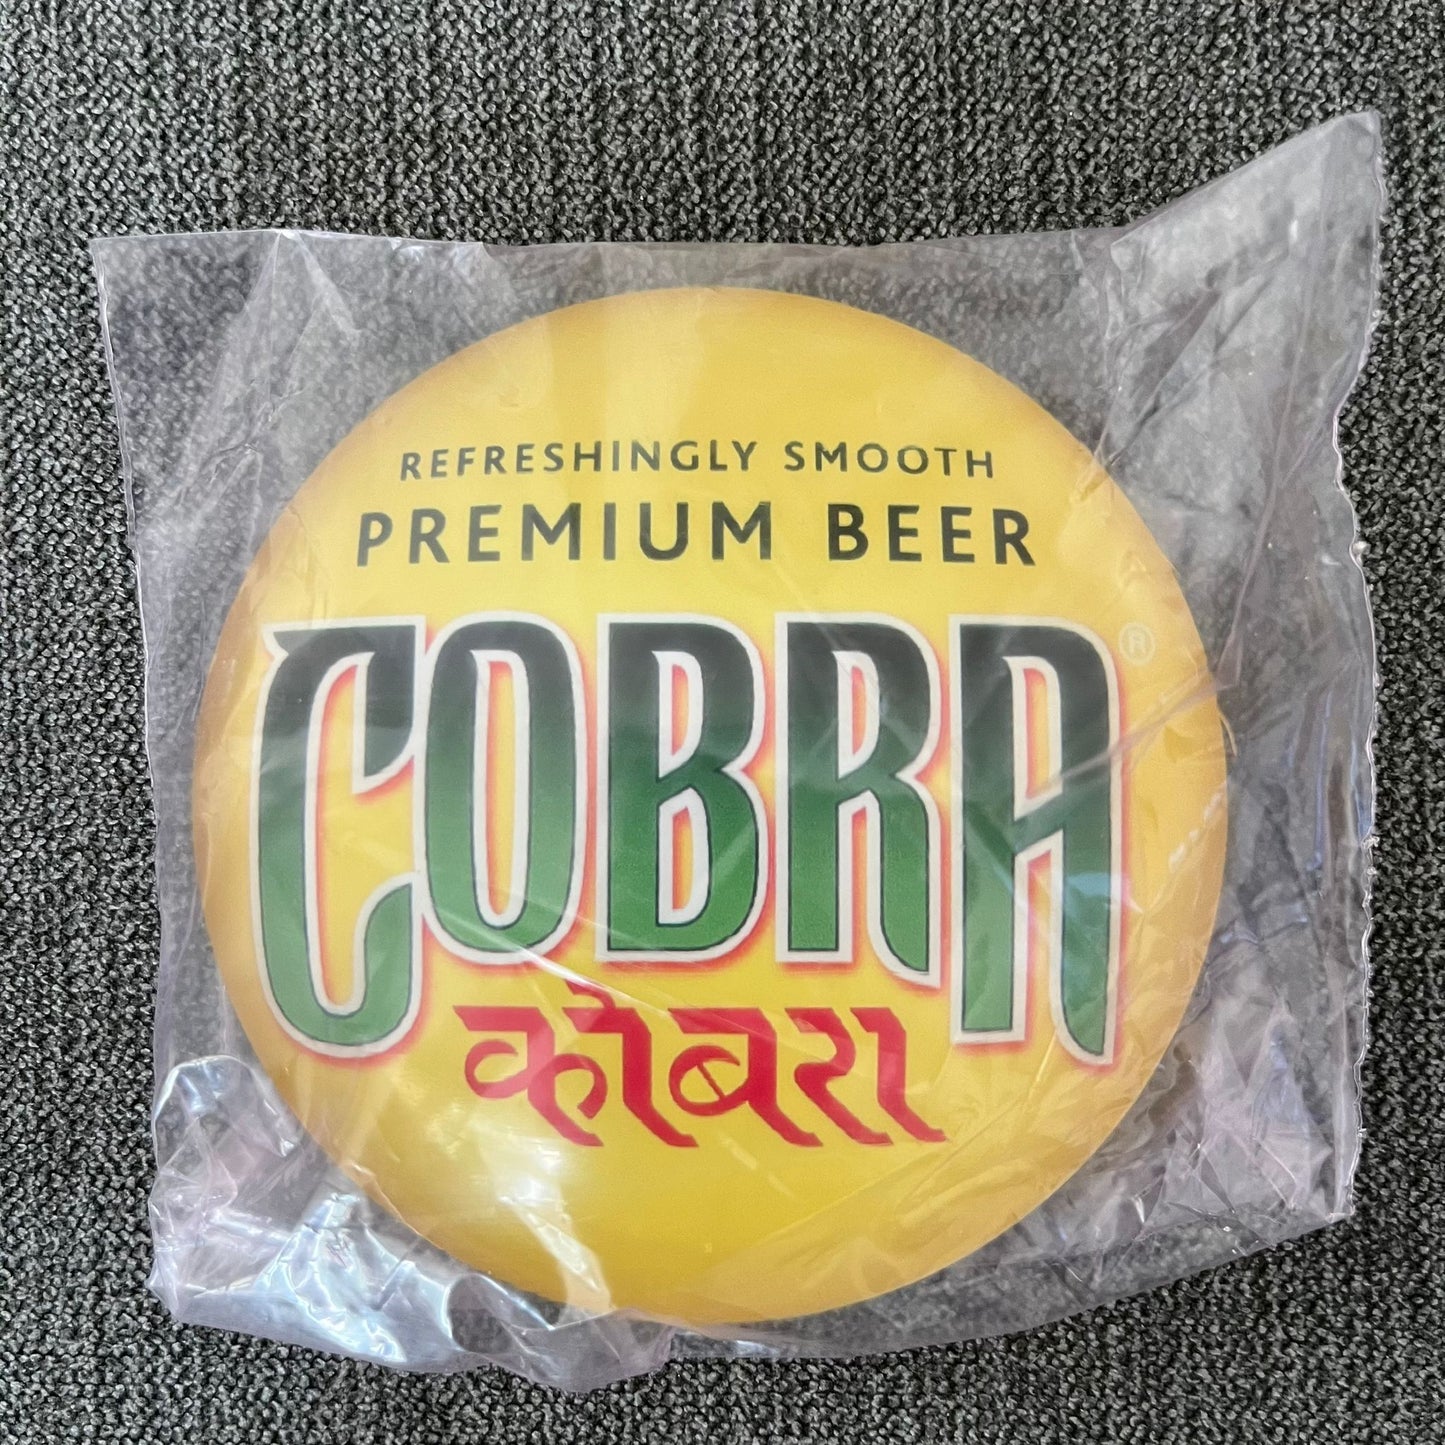 REFRESHINGLY SMOOTH
PREMIUM BEER
COBRA®
कोबरा